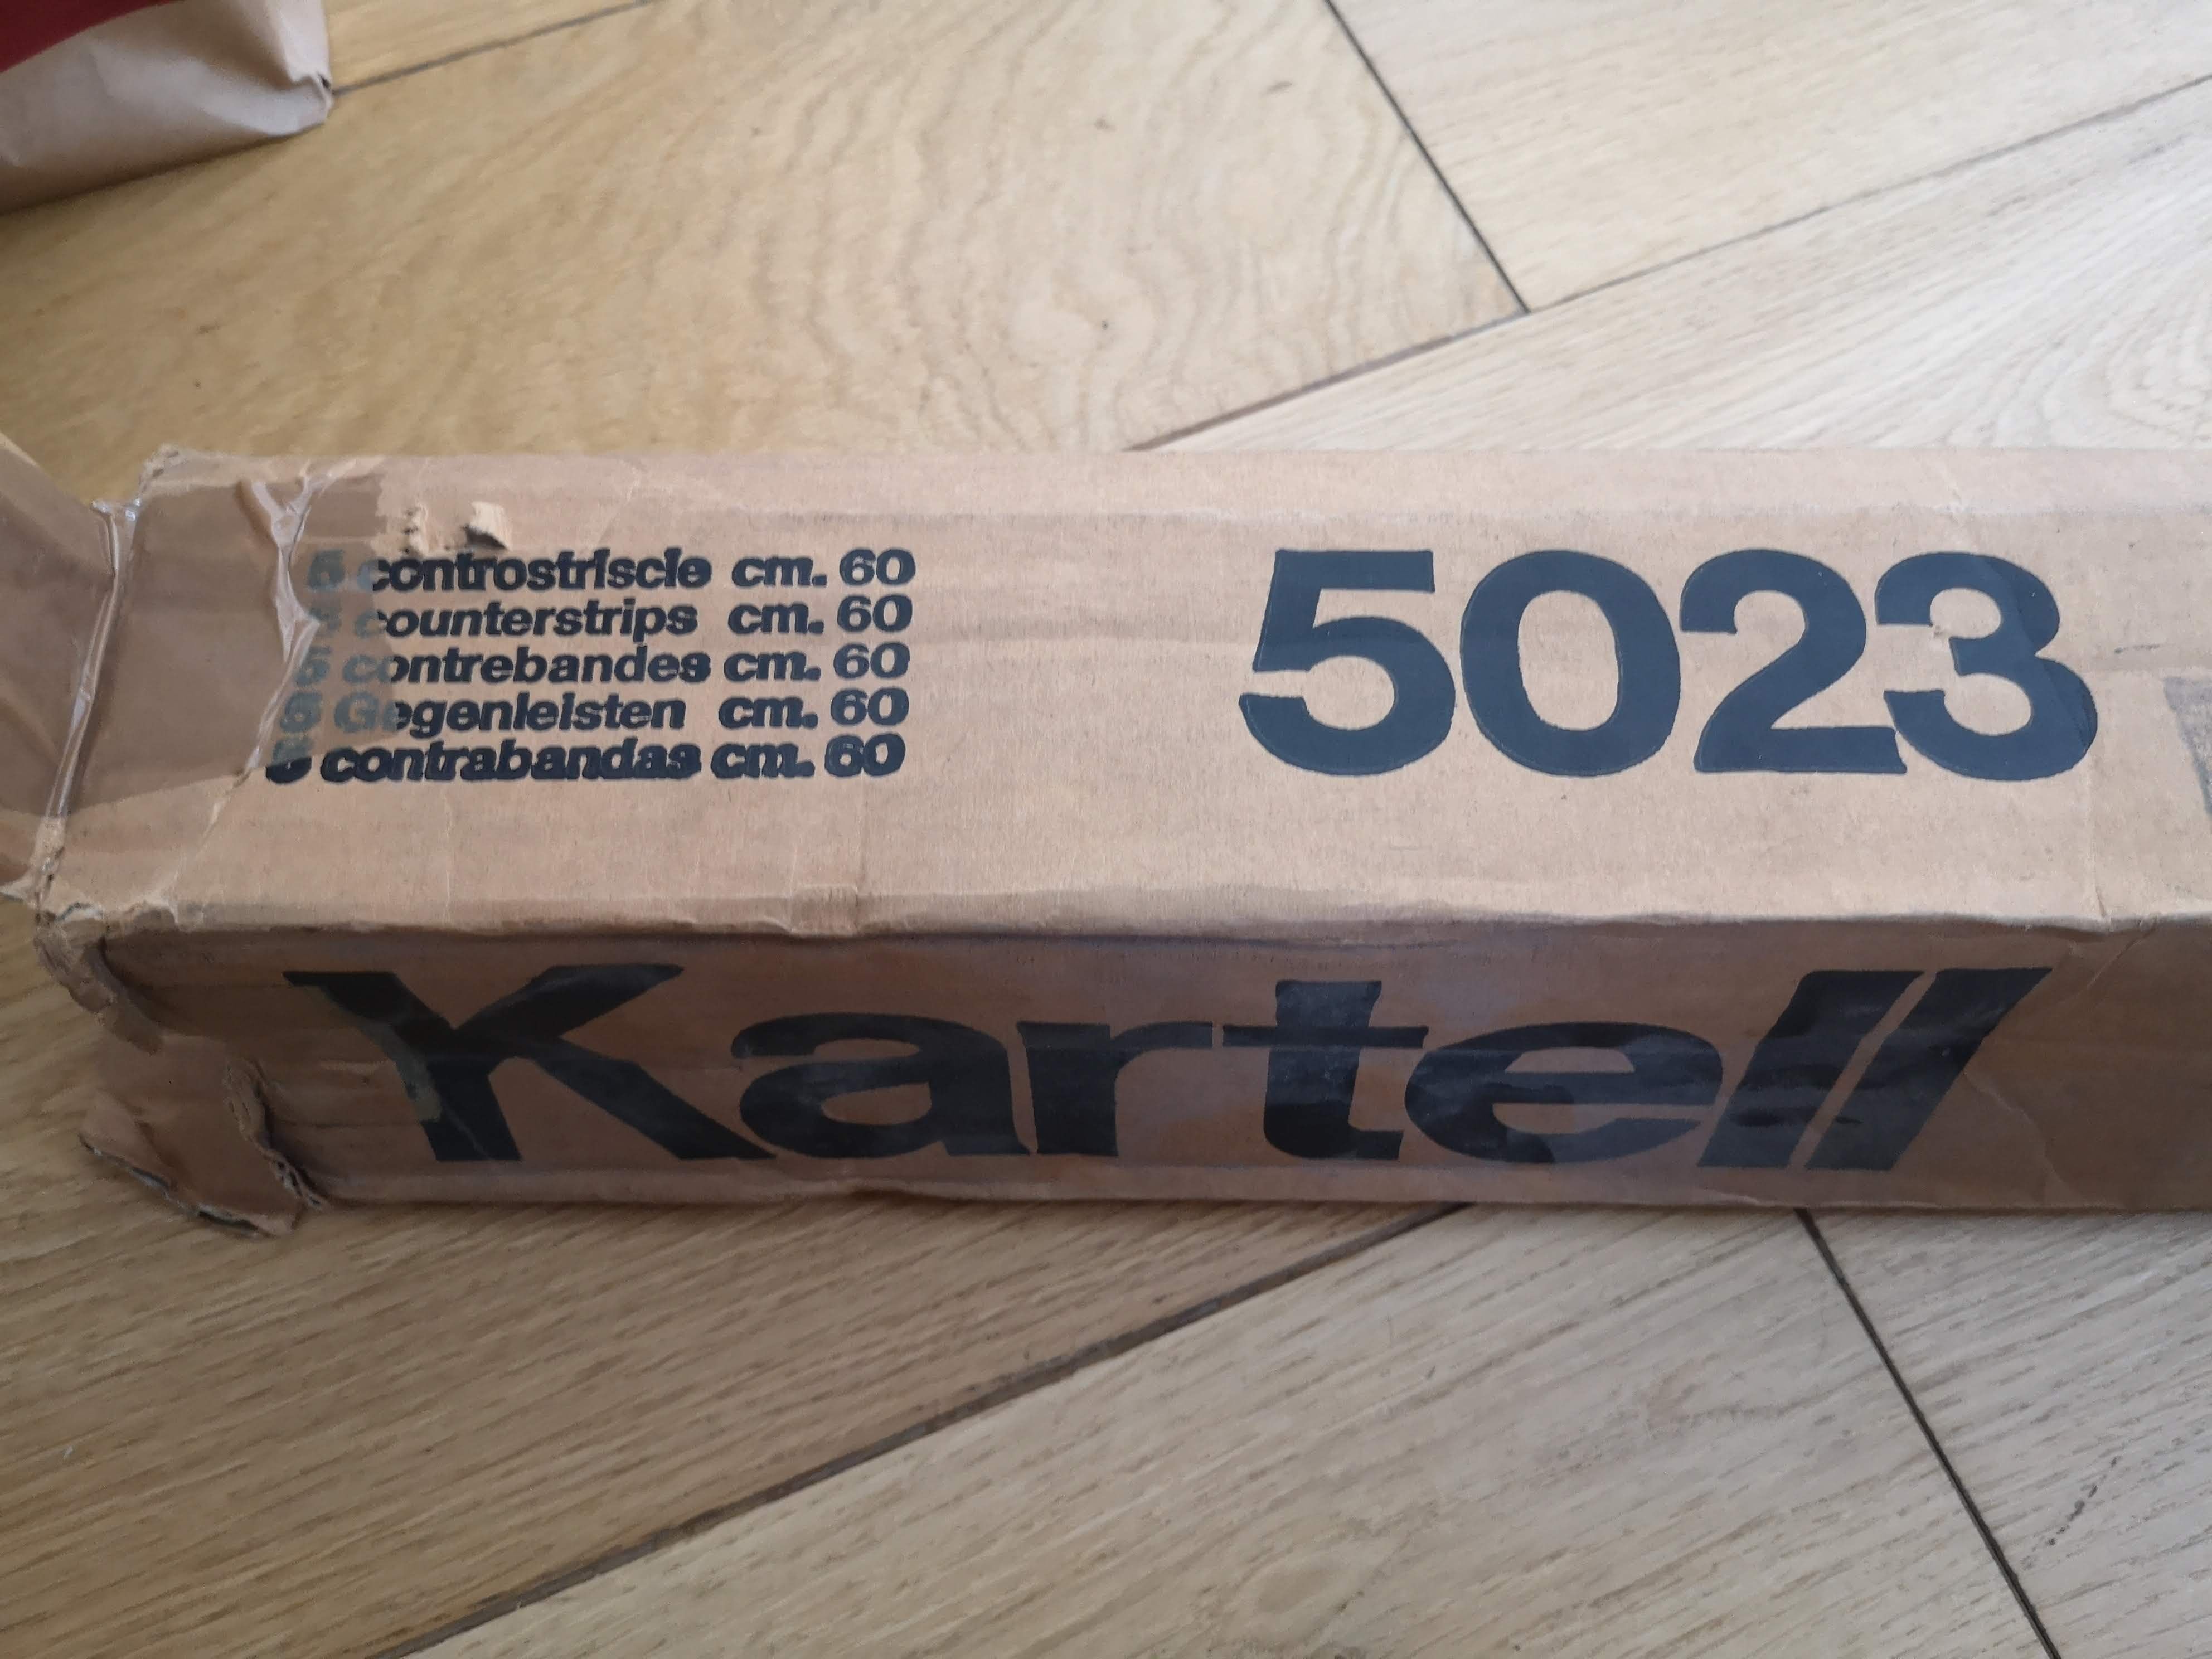 5 controstriscie cm. 60
5 counterstrips cm. 60
5 contrebandes cm. 60
5 Gegenleisten cm. 60
5 contrabandas cm. 60
5023
Kartell